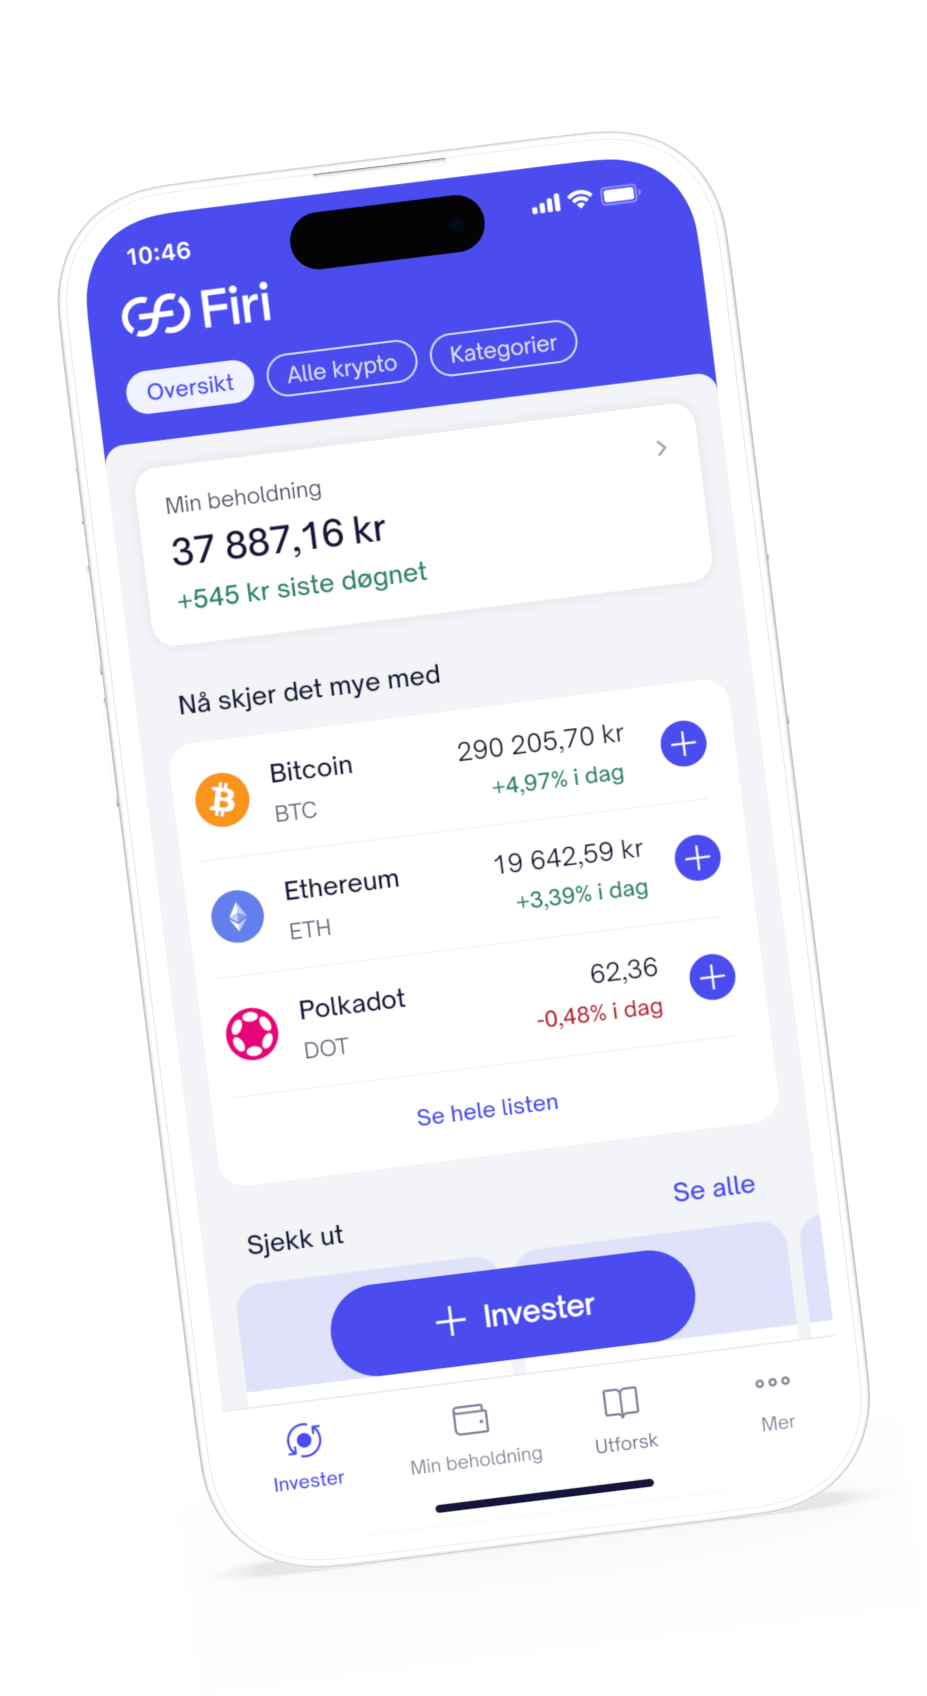 10:46
Firi
Oversikt
Alle krypto
Kategorier
Min beholdning
37 887,16 kr
+545 kr siste døgnet
Nå skjer det mye med
Bitcoin
290 205,70 kr
BTC
+4,97% i dag
Ethereum
19 642,59 kr
ETH
+3,39% i dag
Polkadot
62,36
DOT
-0,48% i dag
Se hele listen
Sjekk ut
Se alle
Invester
Invester
Min beholdning
Utforsk
Mer